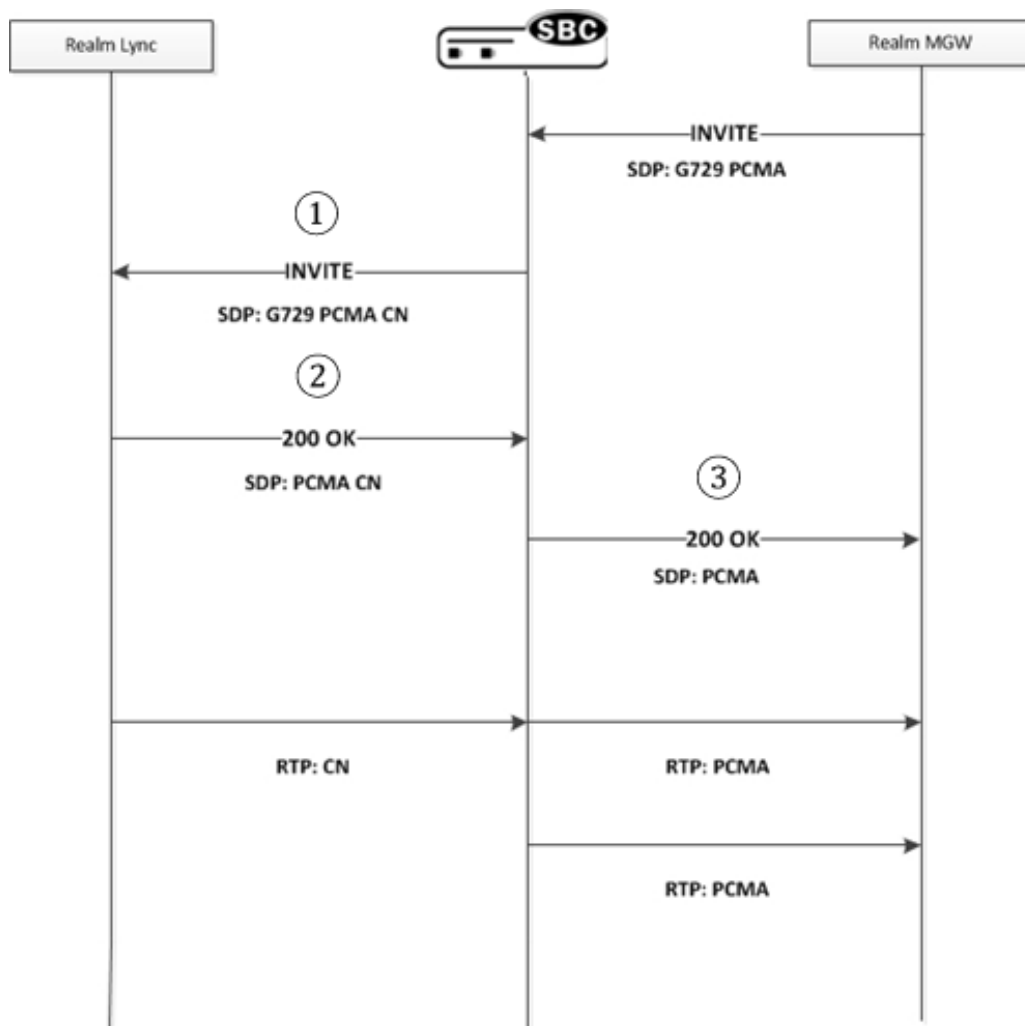 Realm Lync
SBC
Realm MGW
INVITE
SDP: G729 PCMA
①
INVITE
SDP: G729 PCMA CN
②
200 OK
SDP: PCMA CN
③
200 OK
SDP: PCMA
RTP: CN
RTP: PCMA
RTP: PCMA